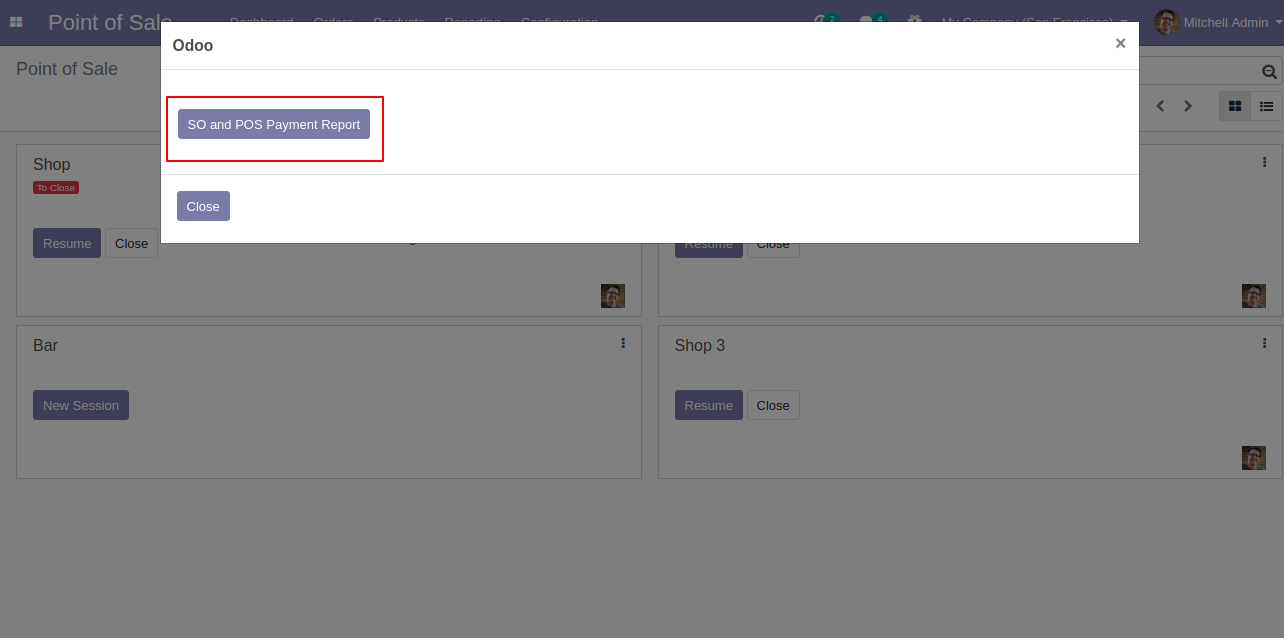 Point of Sale
Dashboard Orders Products Reporting Configuration
2 4 My Company (San Francisco) Mitchell Admin
Odoo
×
Point of Sale
SO and POS Payment Report
Close
Shop
To Close
Resume Close
Resume Close
Bar
New Session
Shop 3
Resume Close